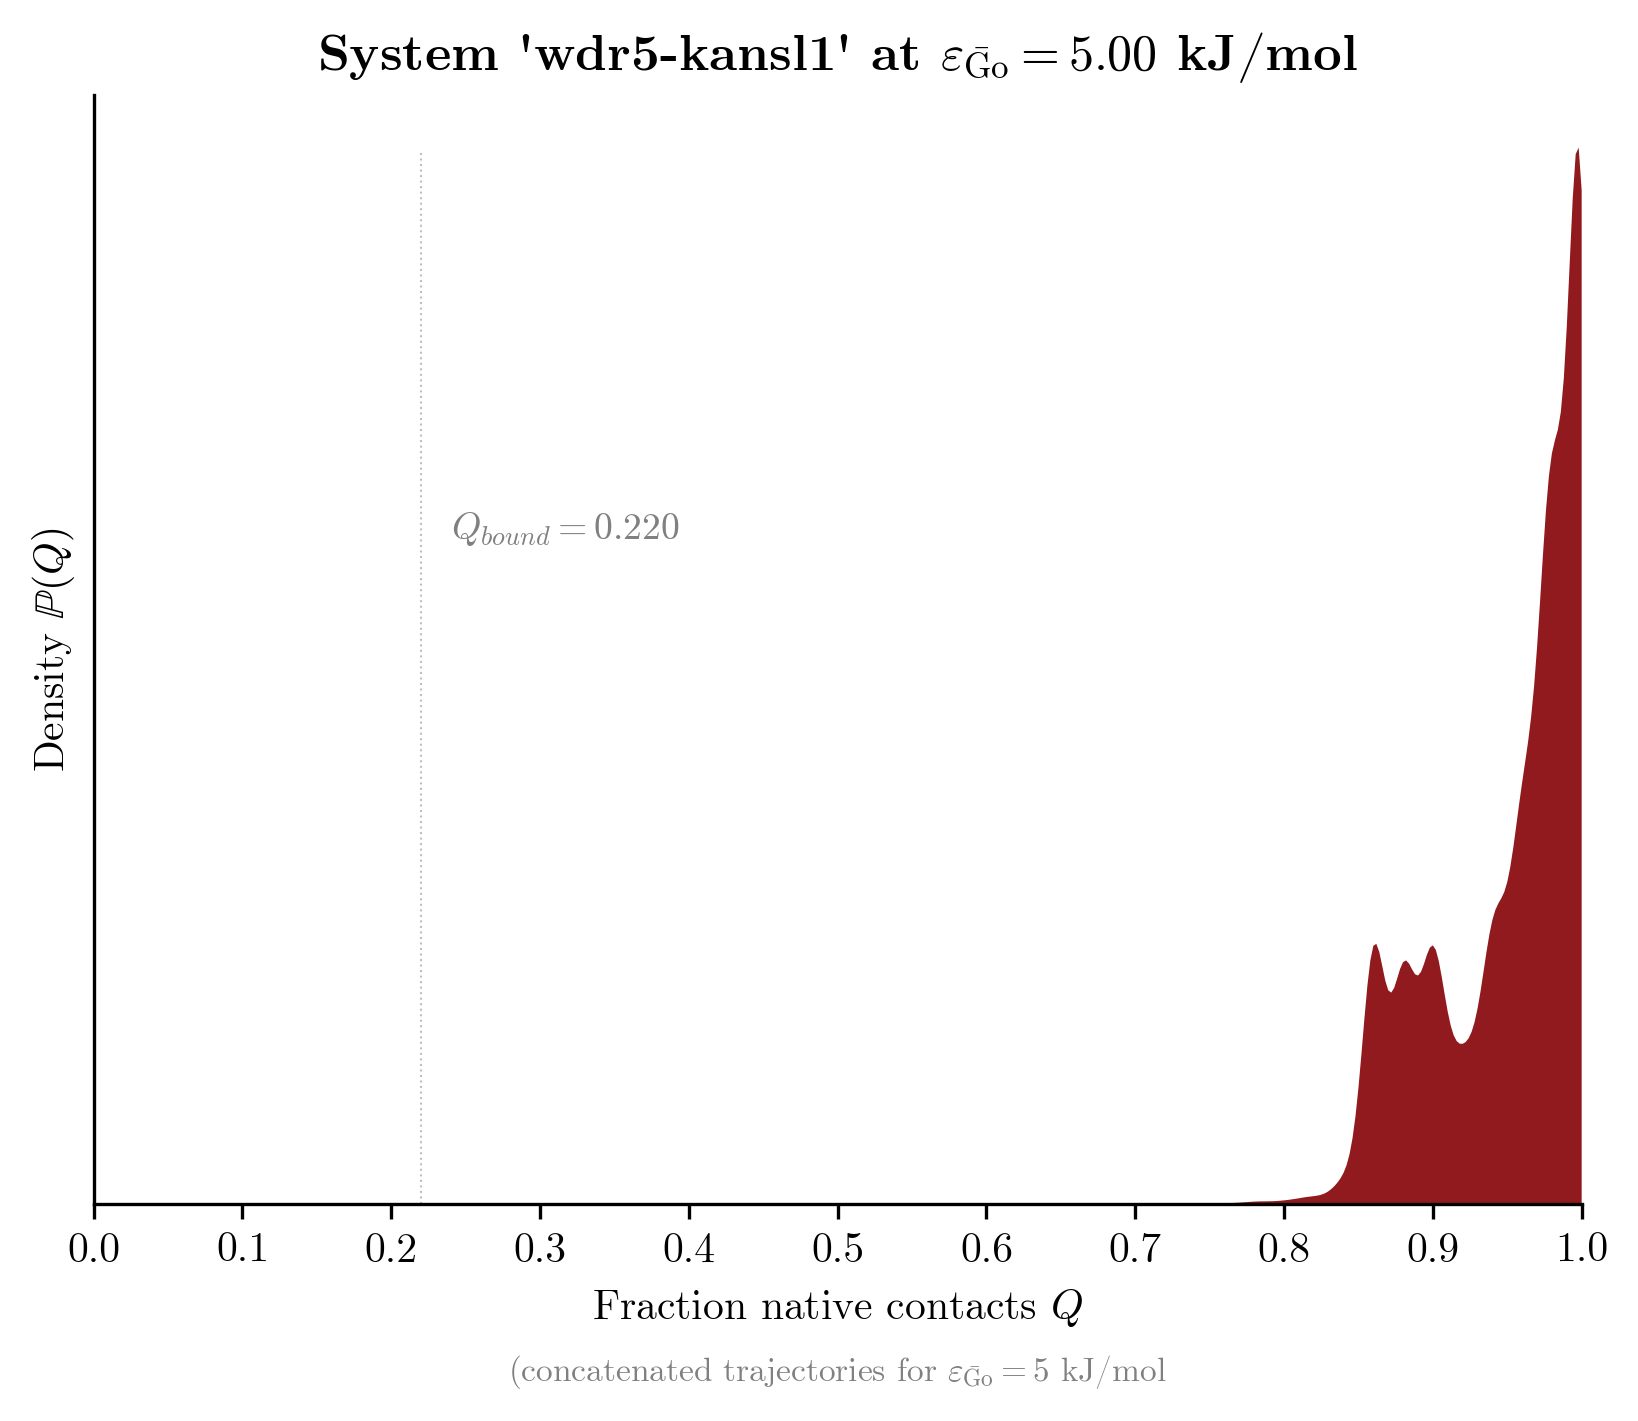 System 'wdr5-kansl1' at εḠo = 5.00 kJ/mol
Q_bound = 0.220
Density ℙ(Q)
0.0 0.1 0.2 0.3 0.4 0.5 0.6 0.7 0.8 0.9 1.0
Fraction native contacts Q
(concatenated trajectories for εḠo = 5 kJ/mol